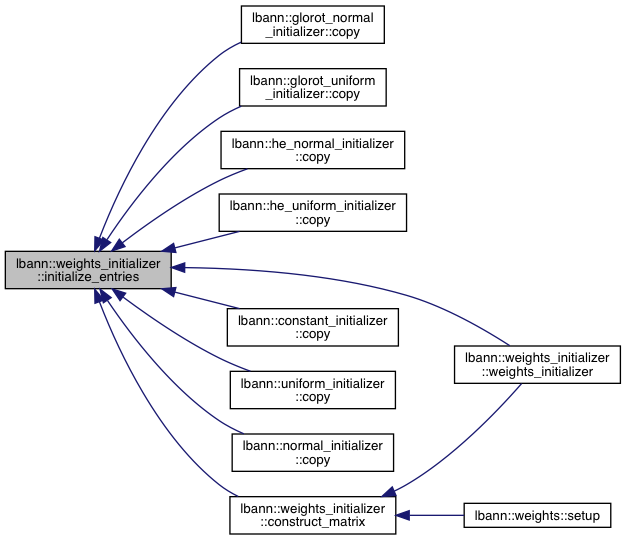 lbann::glorot_normal
_initializer::copy
lbann::glorot_uniform
_initializer::copy
lbann::he_normal_initializer
::copy
lbann::he_uniform_initializer
::copy
lbann::weights_initializer
::initialize_entries
lbann::constant_initializer
::copy
lbann::weights_initializer
::weights_initializer
lbann::uniform_initializer
::copy
lbann::normal_initializer
::copy
lbann::weights_initializer
::construct_matrix
lbann::weights::setup